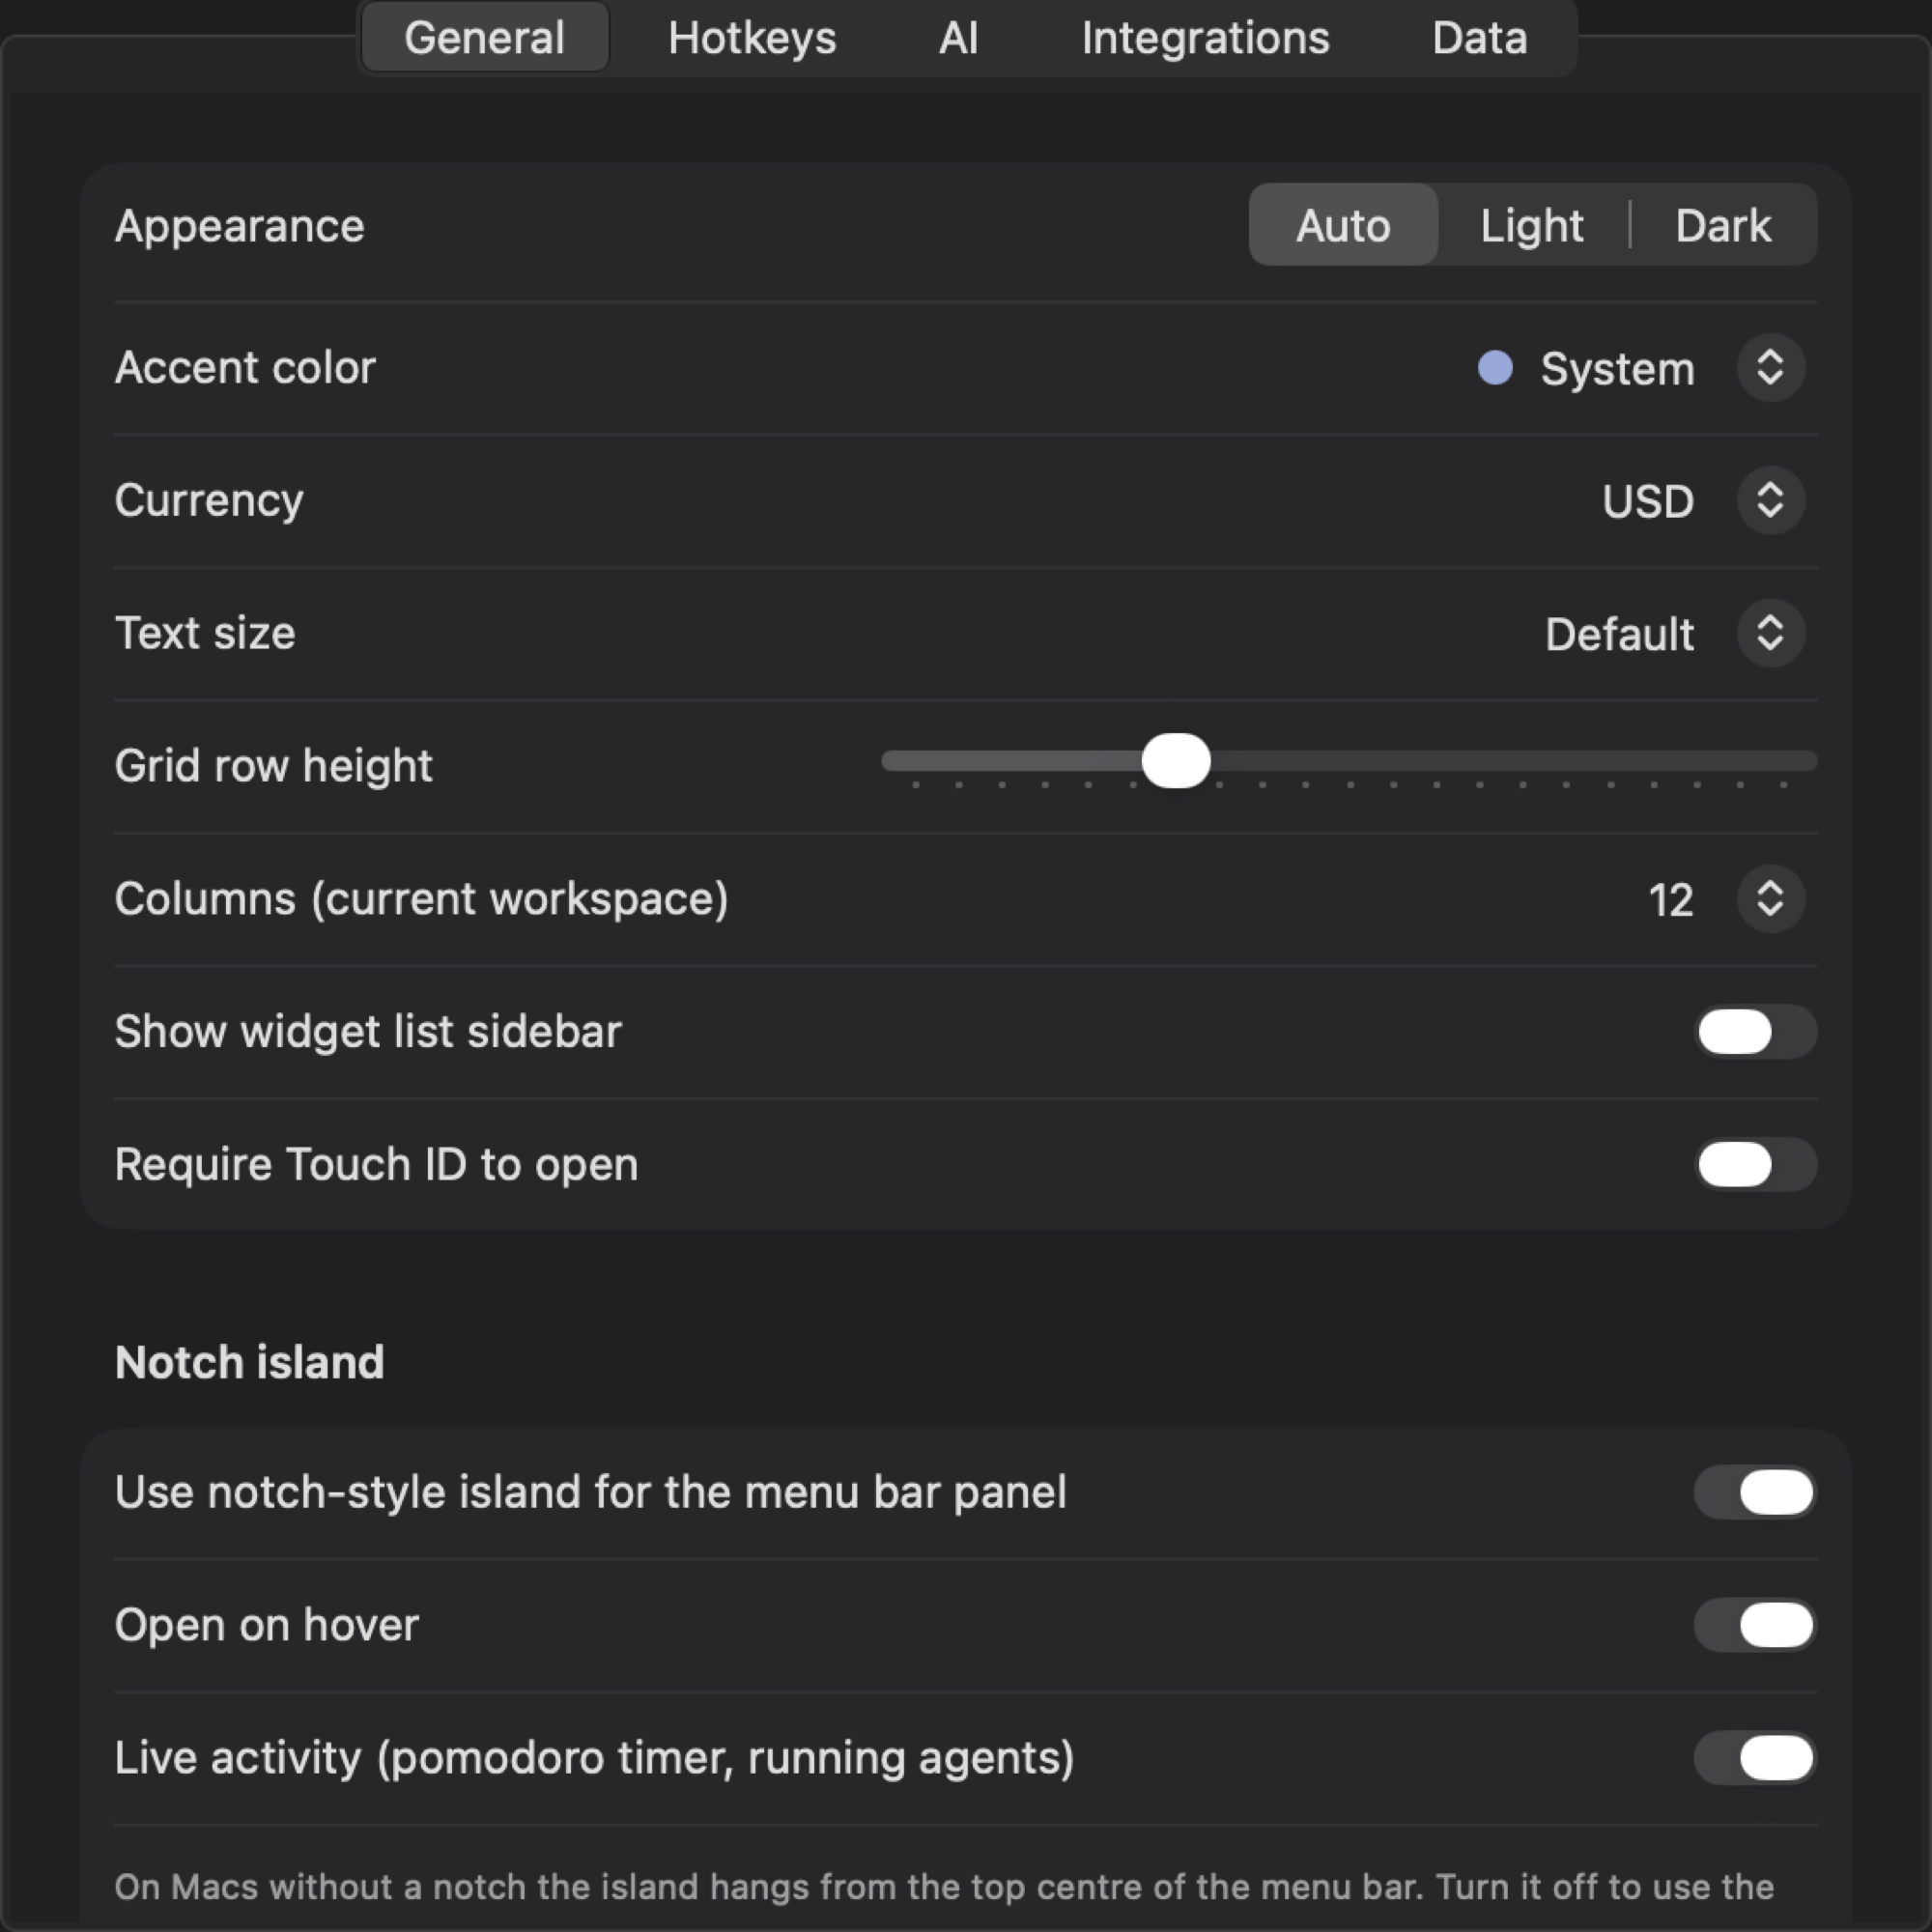 General Hotkeys AI Integrations Data
Appearance Auto Light Dark
Accent color System
Currency USD
Text size Default
Grid row height
Columns (current workspace) 12
Show widget list sidebar
Require Touch ID to open
Notch island
Use notch-style island for the menu bar panel
Open on hover
Live activity (pomodoro timer, running agents)
On Macs without a notch the island hangs from the top centre of the menu bar. Turn it off to use the